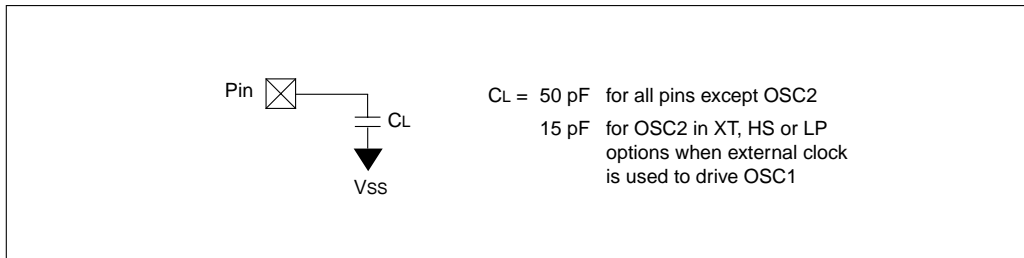 Pin
CL
VSS
CL = 50 pF for all pins except OSC2
15 pF for OSC2 in XT, HS or LP
options when external clock
is used to drive OSC1